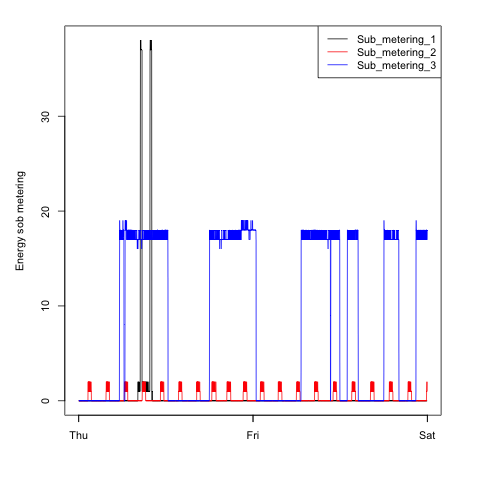 Sub_metering_1
Sub_metering_2
Sub_metering_3
Energy sob metering
30
20
10
0
Thu Fri Sat